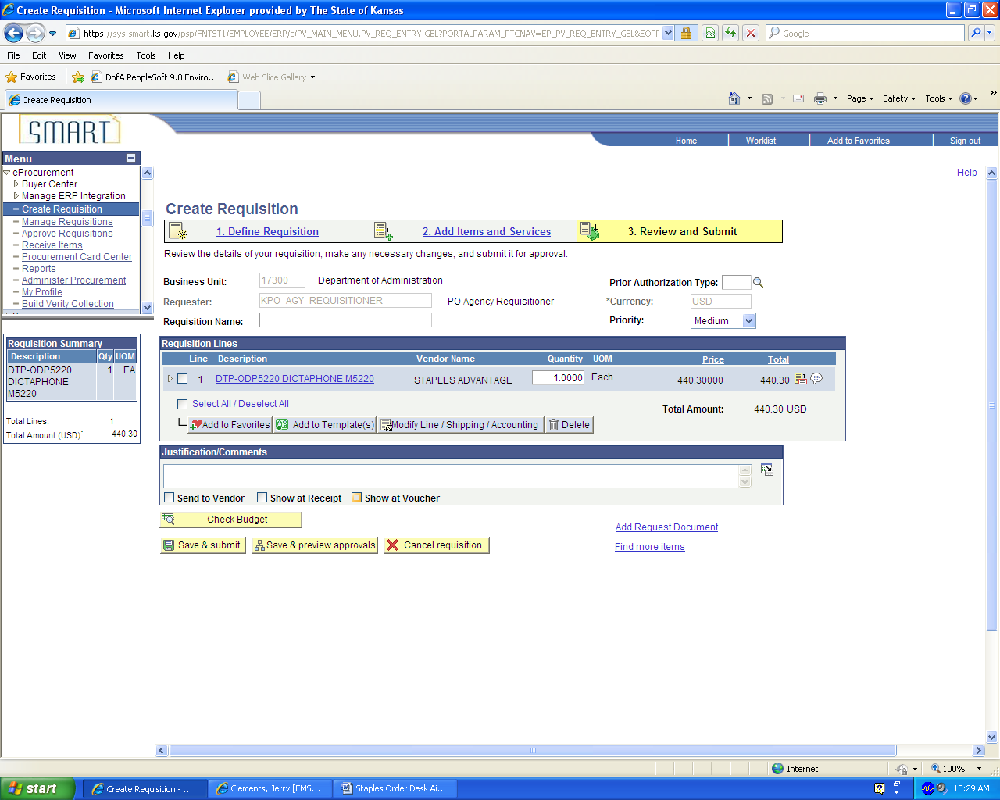 Create Requisition - Microsoft Internet Explorer provided by The State of Kansas
https://sys.smart.ks.gov/psp/FNTST1/EMPLOYEE/ERP/c/PV_MAIN_MENU.PV_REQ_ENTRY.GBL?PORTALPARAM_PTCNAV=EP_PV_REQ_ENTRY_GBL&EOPF
Google
File Edit View Favorites Tools Help
Favorites DofA PeopleSoft 9.0 Enviro... Web Slice Gallery
Create Requisition
Page Safety Tools »
SMART
Home Worklist Add to Favorites Sign out
Menu
eProcurement
Buyer Center
Manage ERP Integration
Create Requisition
Manage Requisitions
Approve Requisitions
Receive Items
Procurement Card Center
Reports
Administer Procurement
My Profile
Build Verity Collection
Requisition Summary
Description Qty UOM
DTP-ODP5220 1 EA
DICTAPHONE
M5220
Total Lines: 1
Total Amount (USD): 440.30
Help
Create Requisition
1. Define Requisition 2. Add Items and Services 3. Review and Submit
Review the details of your requisition, make any necessary changes, and submit it for approval.
Business Unit: 17300 Department of Administration Prior Authorization Type:
Requester: KPO_AGY_REQUISITIONER PO Agency Requisitioner *Currency: USD
Requisition Name: Priority: Medium
Requisition Lines
Line Description Vendor Name Quantity UOM Price Total
1 DTP-ODP5220 DICTAPHONE M5220 STAPLES ADVANTAGE 1.0000 Each 440.30000 440.30
Select All / Deselect All Total Amount: 440.30 USD
Add to Favorites Add to Template(s) Modify Line / Shipping / Accounting Delete
Justification/Comments
Send to Vendor Show at Receipt Show at Voucher
Check Budget
Add Request Document
Save & submit Save & preview approvals Cancel requisition
Find more items
Internet 100%
start Create Requisition - ... Clements, Jerry [FMS... Staples Order Desk Ai... 10:29 AM